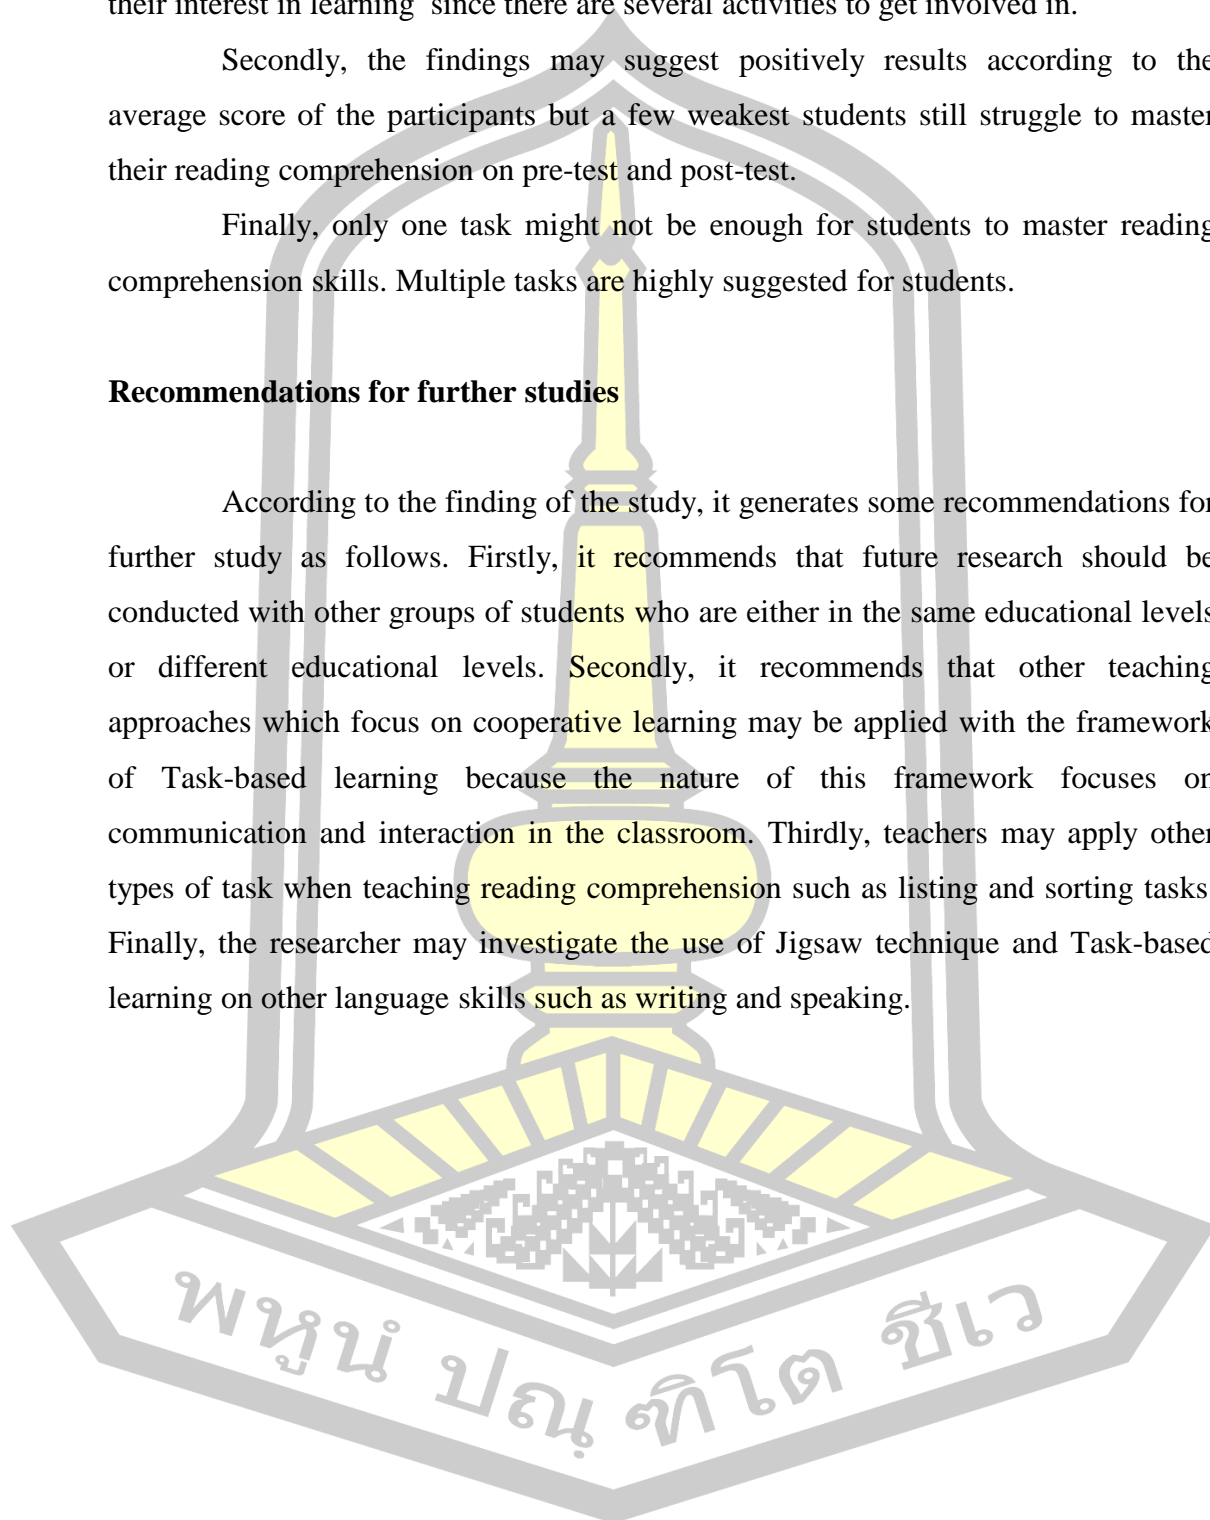 their interest in learning since there are several activities to get involved in.
Secondly, the findings may suggest positively results according to the
average score of the participants but a few weakest students still struggle to master
their reading comprehension on pre-test and post-test.
Finally, only one task might not be enough for students to master reading
comprehension skills. Multiple tasks are highly suggested for students.
Recommendations for further studies
According to the finding of the study, it generates some recommendations for
further study as follows. Firstly, it recommends that future research should be
conducted with other groups of students who are either in the same educational levels
or different educational levels. Secondly, it recommends that other teaching
approaches which focus on cooperative learning may be applied with the framework
of Task-based learning because the nature of this framework focuses on
communication and interaction in the classroom. Thirdly, teachers may apply other
types of task when teaching reading comprehension such as listing and sorting tasks.
Finally, the researcher may investigate the use of Jigsaw technique and Task-based
learning on other language skills such as writing and speaking.
พหูนํ ปณฺ ฑิโต ชีเว